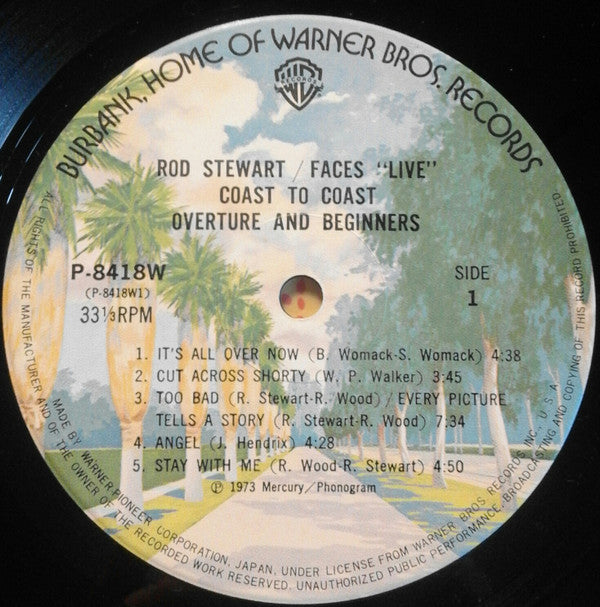 BURBANK, HOME OF WARNER BROS. RECORDS
WB
RECORDS
ROD STEWART / FACES "LIVE"
COAST TO COAST
OVERTURE AND BEGINNERS
P-8418W
(P-8418W1)
33⅓RPM
SIDE
1
1. IT'S ALL OVER NOW (B. Womack-S. Womack) 4:38
2. CUT ACROSS SHORTY (W. P. Walker) 3:45
3. TOO BAD (R. Stewart-R. Wood) / EVERY PICTURE
TELLS A STORY (R. Stewart-R. Wood) 7:34
4. ANGEL (J. Hendrix) 4:28
5. STAY WITH ME (R. Wood-R. Stewart) 4:50
℗ 1973 Mercury/Phonogram
MADE BY WARNER-PIONEER CORPORATION, JAPAN, UNDER LICENSE FROM WARNER BROS RECORDS INC., U.S.A.
ALL RIGHTS OF THE MANUFACTURER AND OF THE OWNER OF THE RECORDED WORK RESERVED. UNAUTHORIZED PUBLIC PERFORMANCE, BROADCASTING AND COPYING OF THIS RECORD PROHIBITED